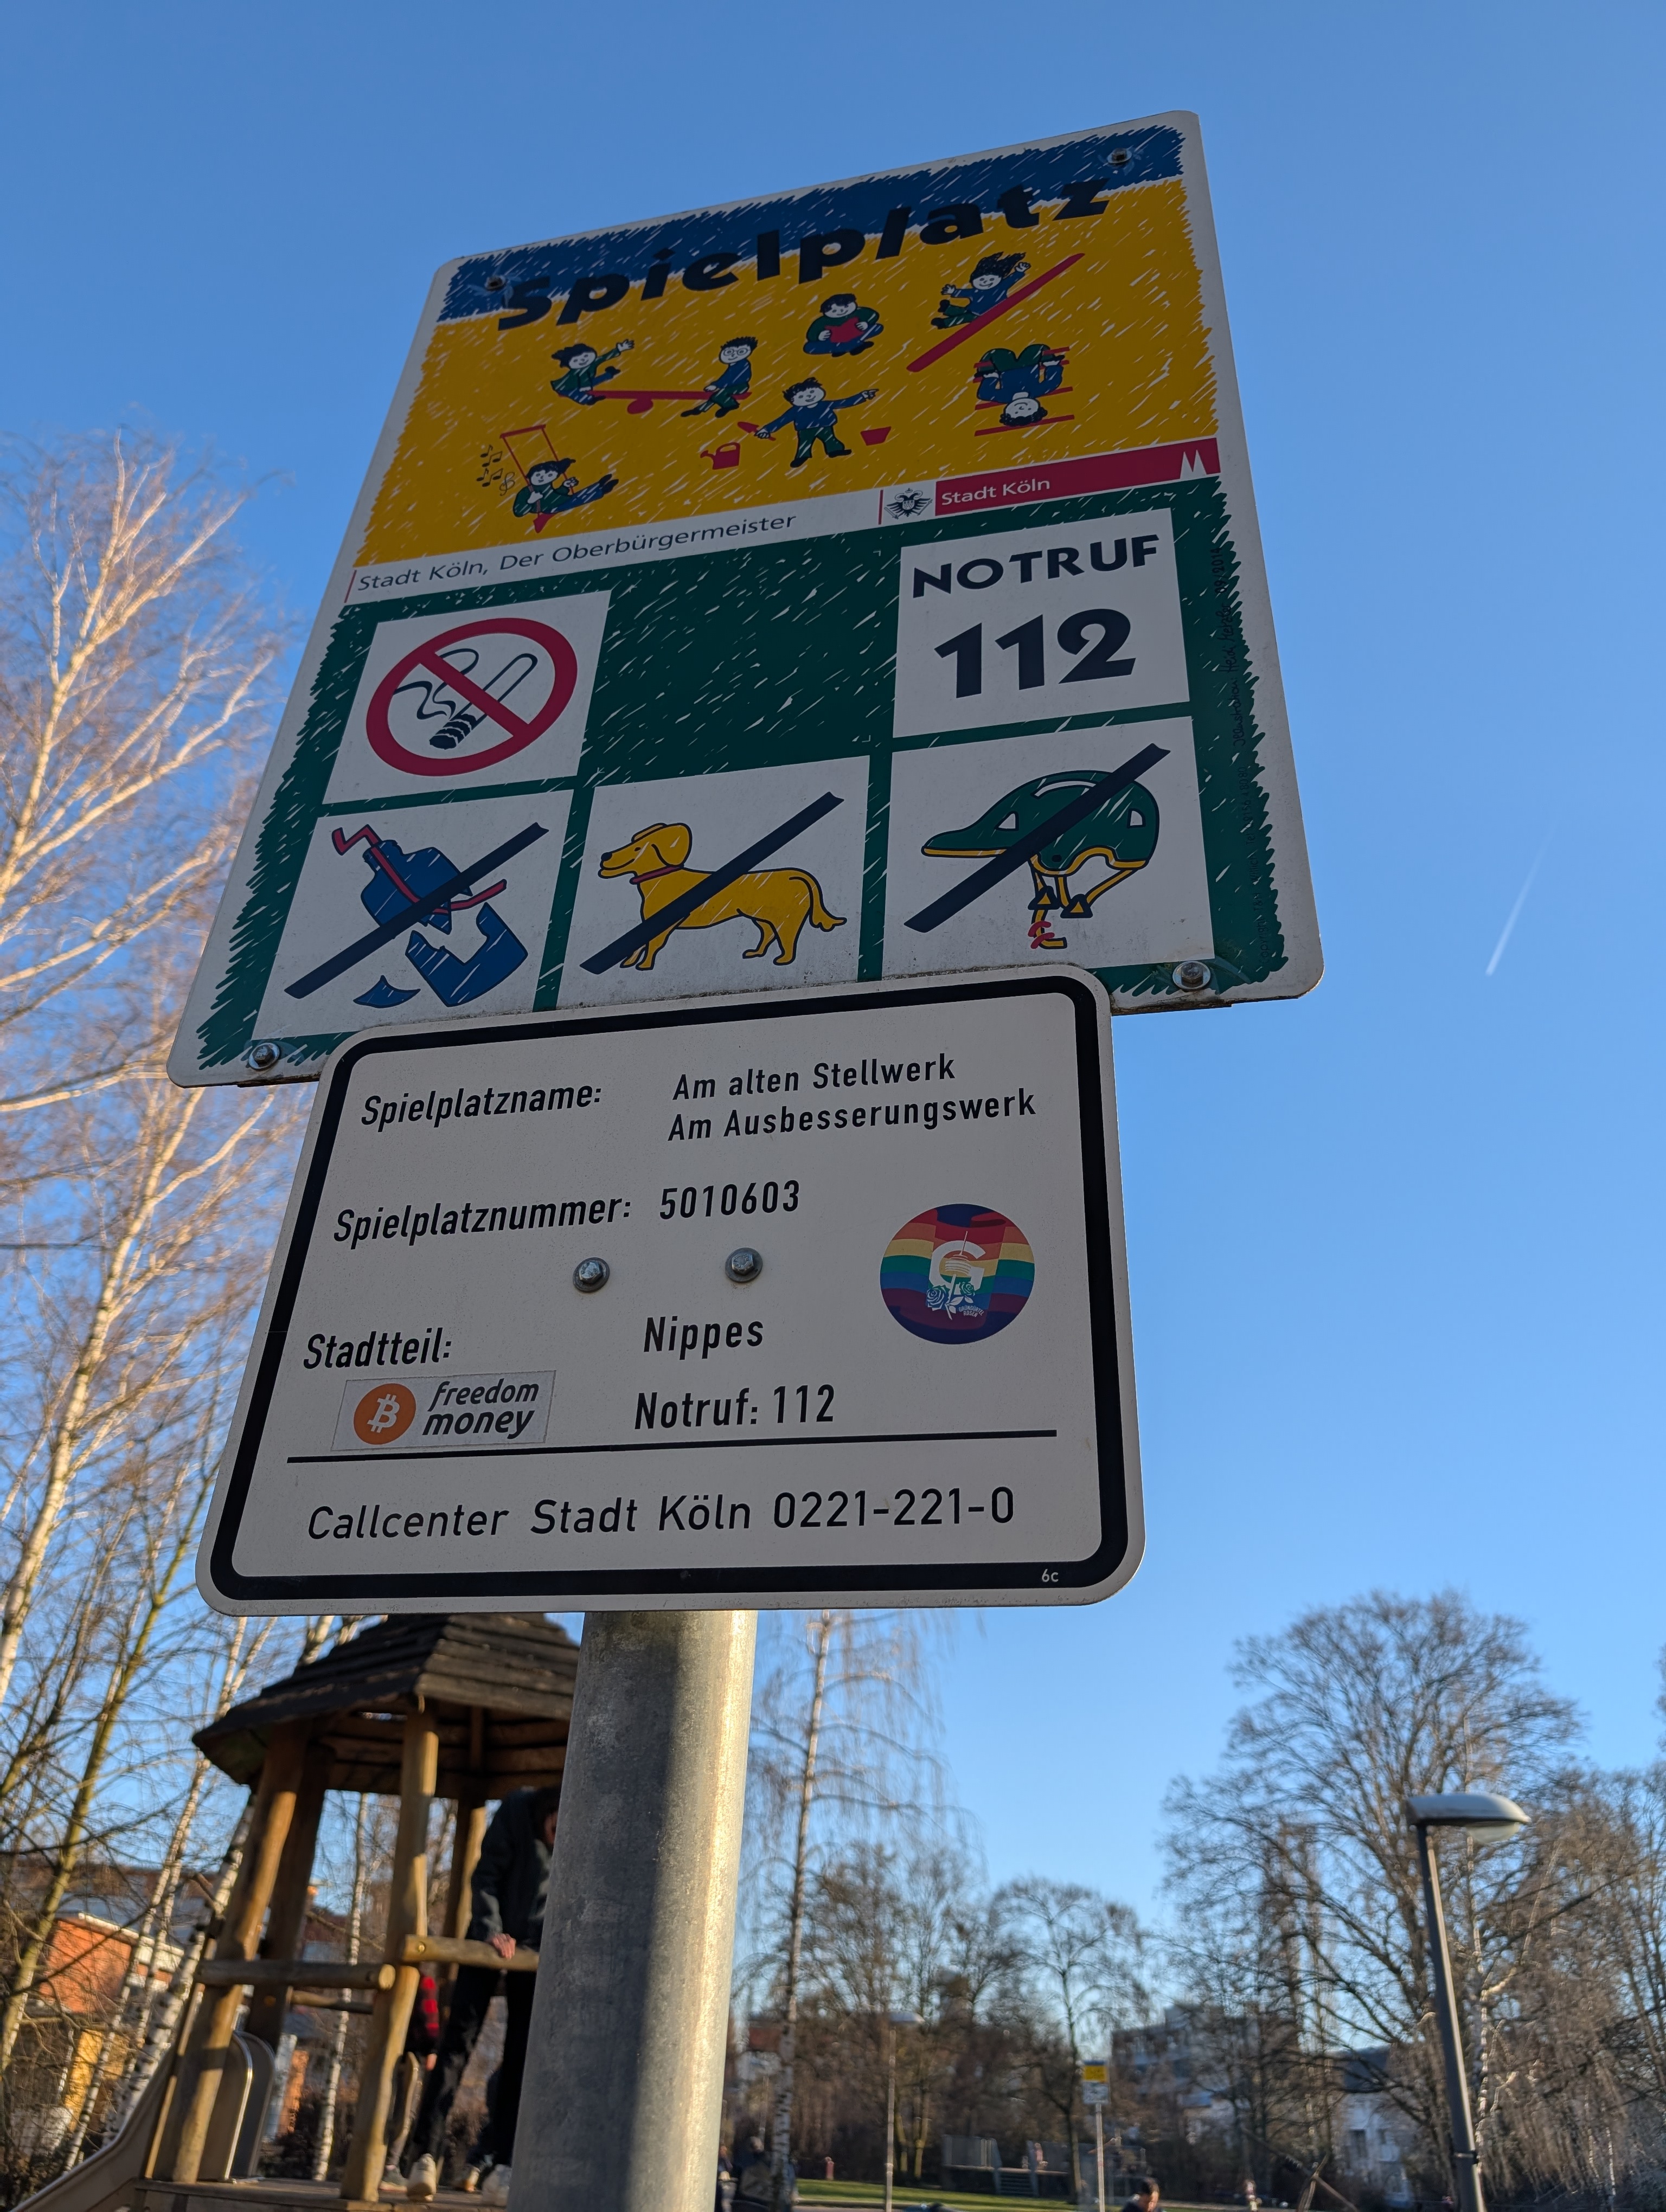 Spielplatz
Stadt Köln, Der Oberbürgermeister
Stadt Köln
NOTRUF
112
Spielplatzname: Am alten Stellwerk
Am Ausbesserungswerk
Spielplatznummer: 5010603
Stadtteil: Nippes
freedom
money
Notruf: 112
Callcenter Stadt Köln 0221-221-0
6c